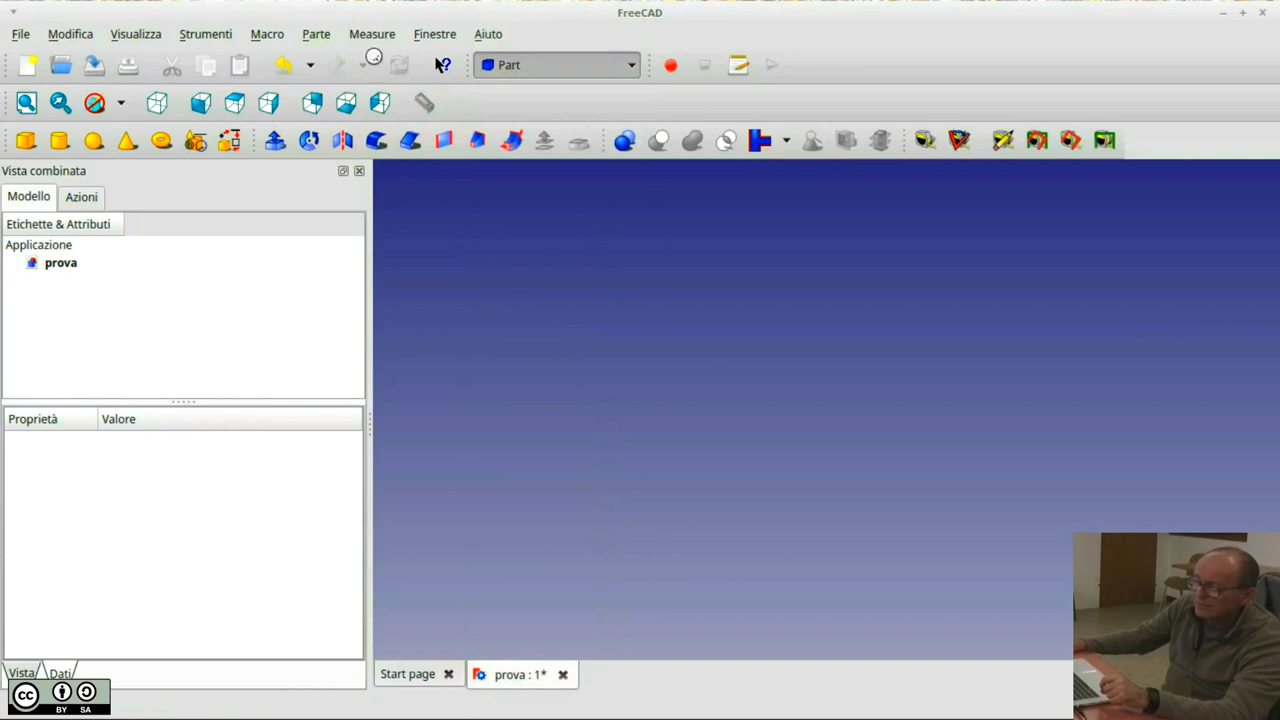 FreeCAD
File Modifica Visualizza Strumenti Macro Parte Measure Finestre Aiuto
Part
Vista combinata
Modello Azioni
Etichette & Attributi
Applicazione
prova
Proprietà Valore
Vista Dati
Start page prova : 1*
cc BY SA